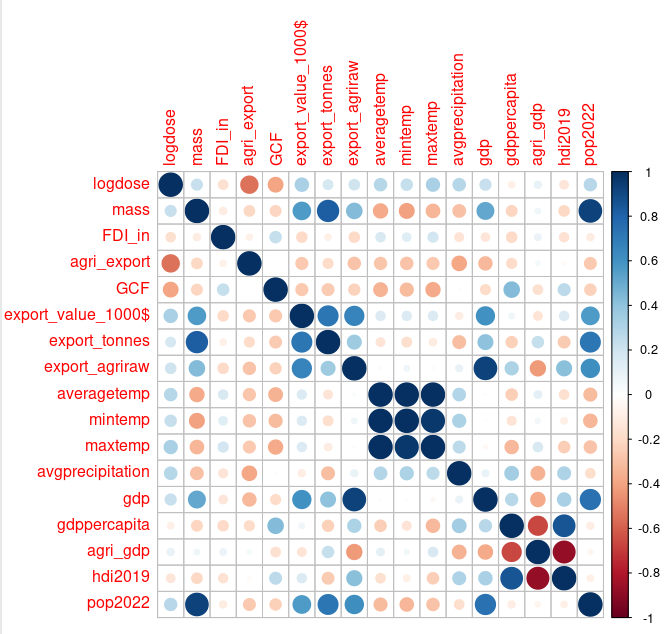 logdose
mass
FDI_in
agri_export
GCF
export_value_1000$
export_tonnes
export_agriraw
averagetemp
mintemp
maxtemp
avgprecipitation
gdp
gdppercapita
agri_gdp
hdi2019
pop2022
logdose
mass
FDI_in
agri_export
GCF
export_value_1000$
export_tonnes
export_agriraw
averagetemp
mintemp
maxtemp
avgprecipitation
gdp
gdppercapita
agri_gdp
hdi2019
pop2022
1
0.8
0.6
0.4
0.2
0
-0.2
-0.4
-0.6
-0.8
-1